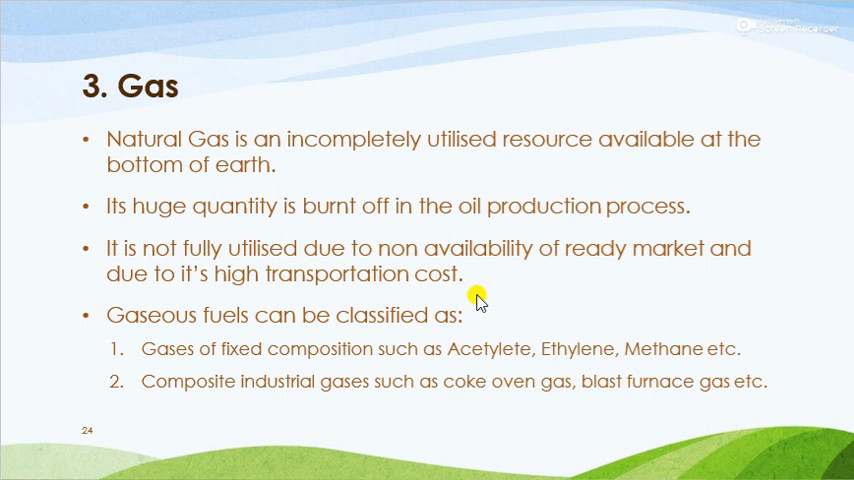 Screen Recorder
3. Gas
• Natural Gas is an incompletely utilised resource available at the
bottom of earth.
• Its huge quantity is burnt off in the oil production process.
• It is not fully utilised due to non availability of ready market and
due to it's high transportation cost.
• Gaseous fuels can be classified as:
1. Gases of fixed composition such as Acetylete, Ethylene, Methane etc.
2. Composite industrial gases such as coke oven gas, blast furnace gas etc.
24